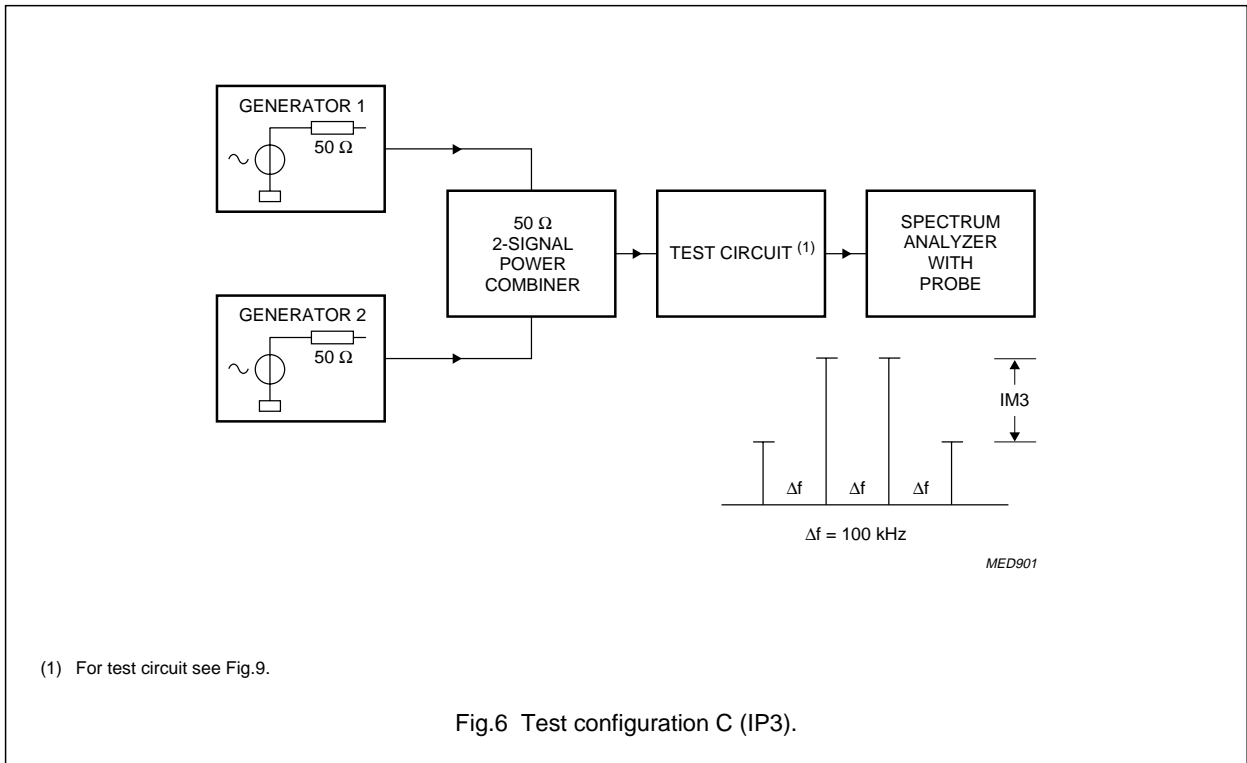 GENERATOR 1
50 Ω
GENERATOR 2
50 Ω
50 Ω
2-SIGNAL
POWER
COMBINER
TEST CIRCUIT (1)
SPECTRUM
ANALYZER
WITH
PROBE
IM3
Δf Δf Δf
Δf = 100 kHz
MED901
(1) For test circuit see Fig.9.
Fig.6 Test configuration C (IP3).